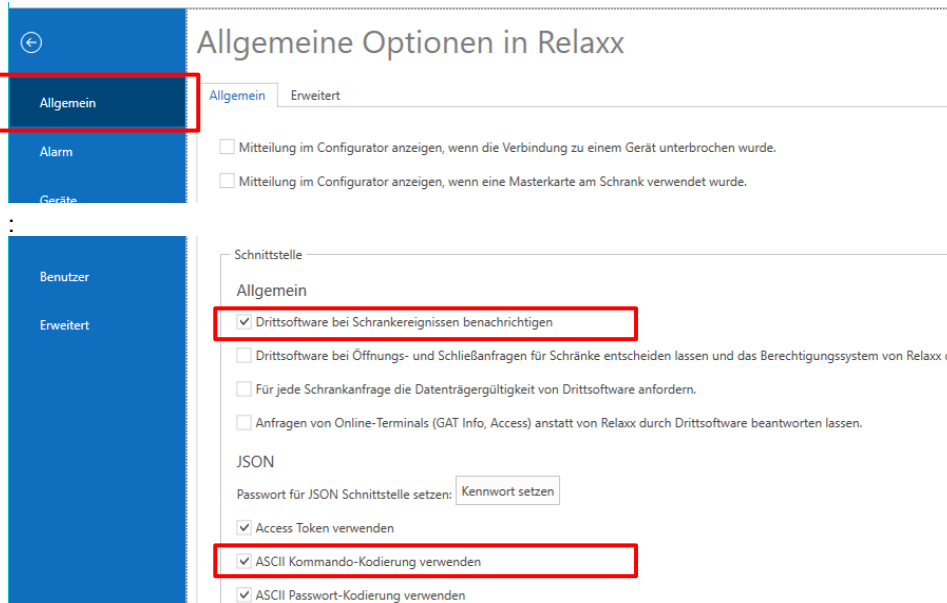 Allgemeine Optionen in Relaxx
Allgemein
Allgemein Erweitert
Mitteilung im Configurator anzeigen, wenn die Verbindung zu einem Gerät unterbrochen wurde.
Alarm
Mitteilung im Configurator anzeigen, wenn eine Masterkarte am Schrank verwendet wurde.
Geräte
:
Schnittstelle
Benutzer
Allgemein
Drittsoftware bei Schrankereignissen benachrichtigen
Erweitert
Drittsoftware bei Öffnungs- und Schließanfragen für Schränke entscheiden lassen und das Berechtigungssystem von Relaxx
Für jede Schrankanfrage die Datenträgergültigkeit von Drittsoftware anfordern.
Anfragen von Online-Terminals (GAT Info, Access) anstatt von Relaxx durch Drittsoftware beantworten lassen.
JSON
Passwort für JSON Schnittstelle setzen: Kennwort setzen
Access Token verwenden
ASCII Kommando-Kodierung verwenden
ASCII Passwort-Kodierung verwenden